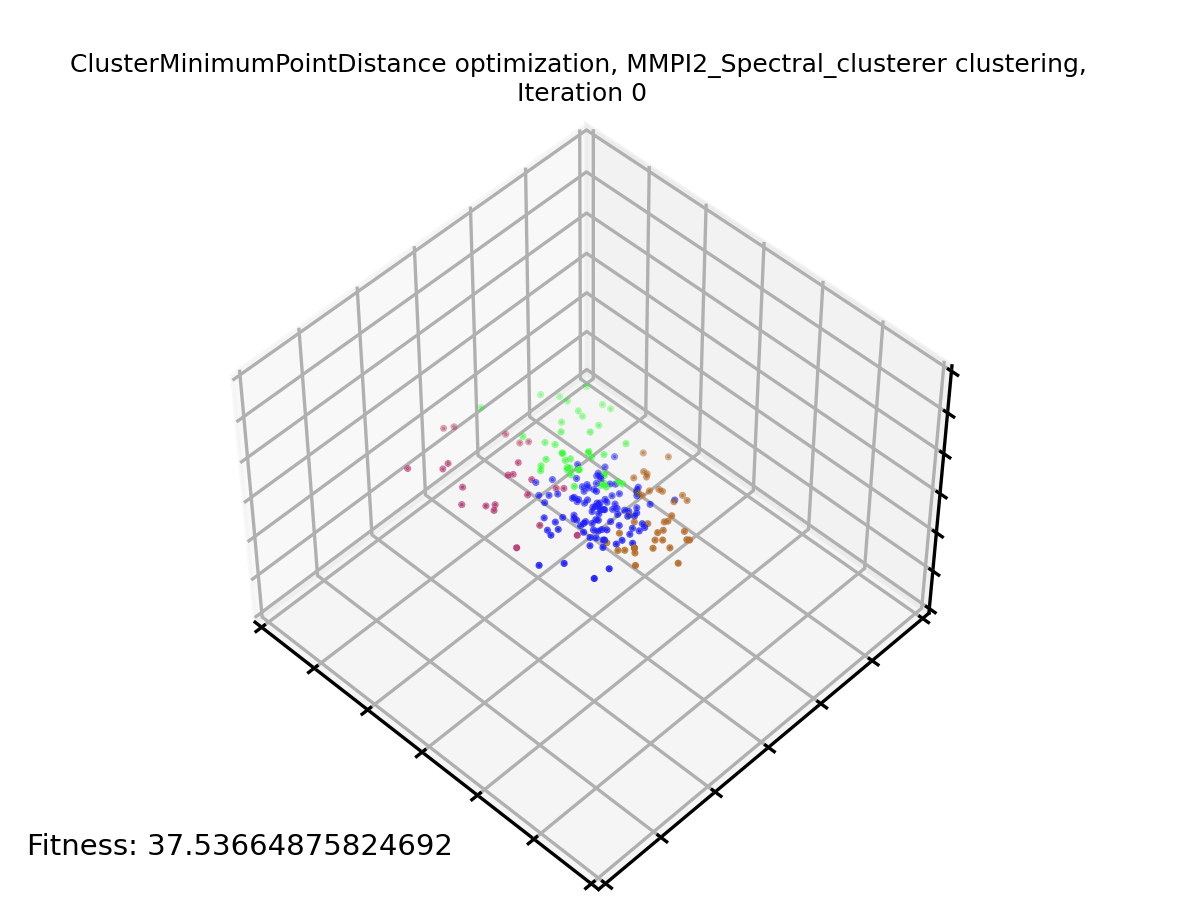 ClusterMinimumPointDistance optimization, MMPI2_Spectral_clusterer clustering,
Iteration 0
Fitness: 37.53664875824692